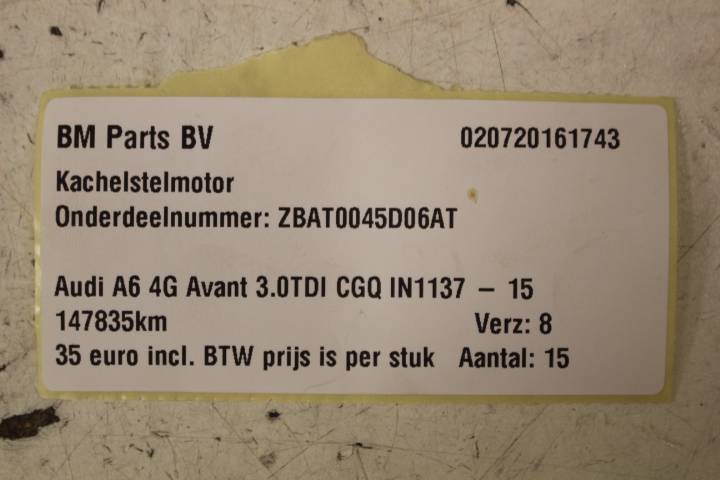 BM Parts BV 020720161743
Kachelstelmotor
Onderdeelnummer: ZBAT0045D06AT
Audi A6 4G Avant 3.0TDI CGQ IN1137 – 15
147835km Verz: 8
35 euro incl. BTW prijs is per stuk Aantal: 15